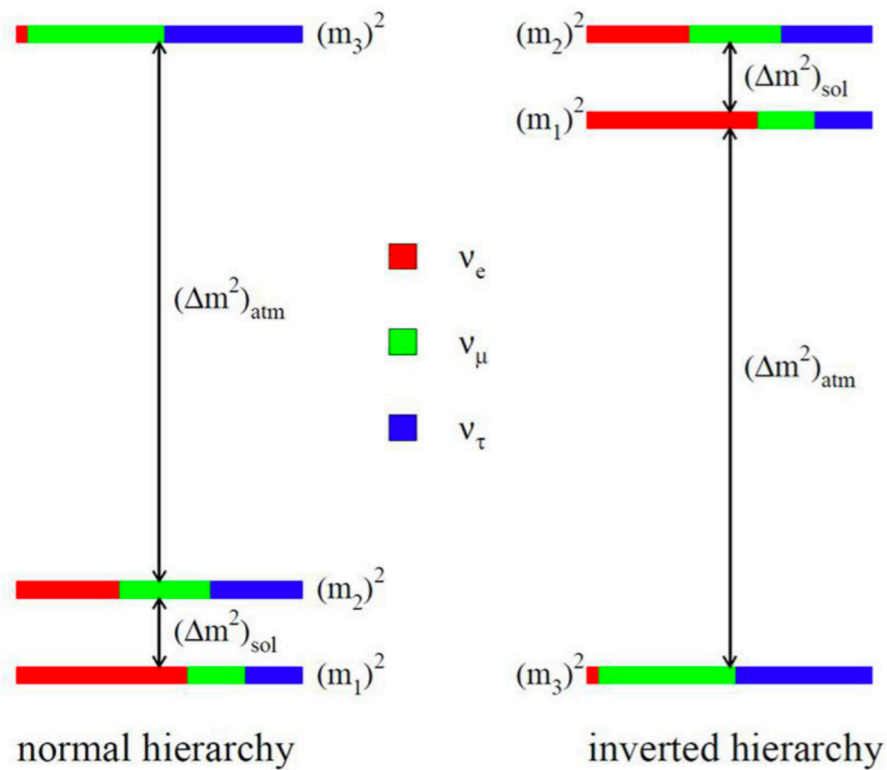 (m₃)²
(Δm²)atm
(m₂)²
(Δm²)sol
(m₁)²
normal hierarchy
νe
νμ
ντ
(m₂)²
(Δm²)sol
(m₁)²
(Δm²)atm
(m₃)²
inverted hierarchy